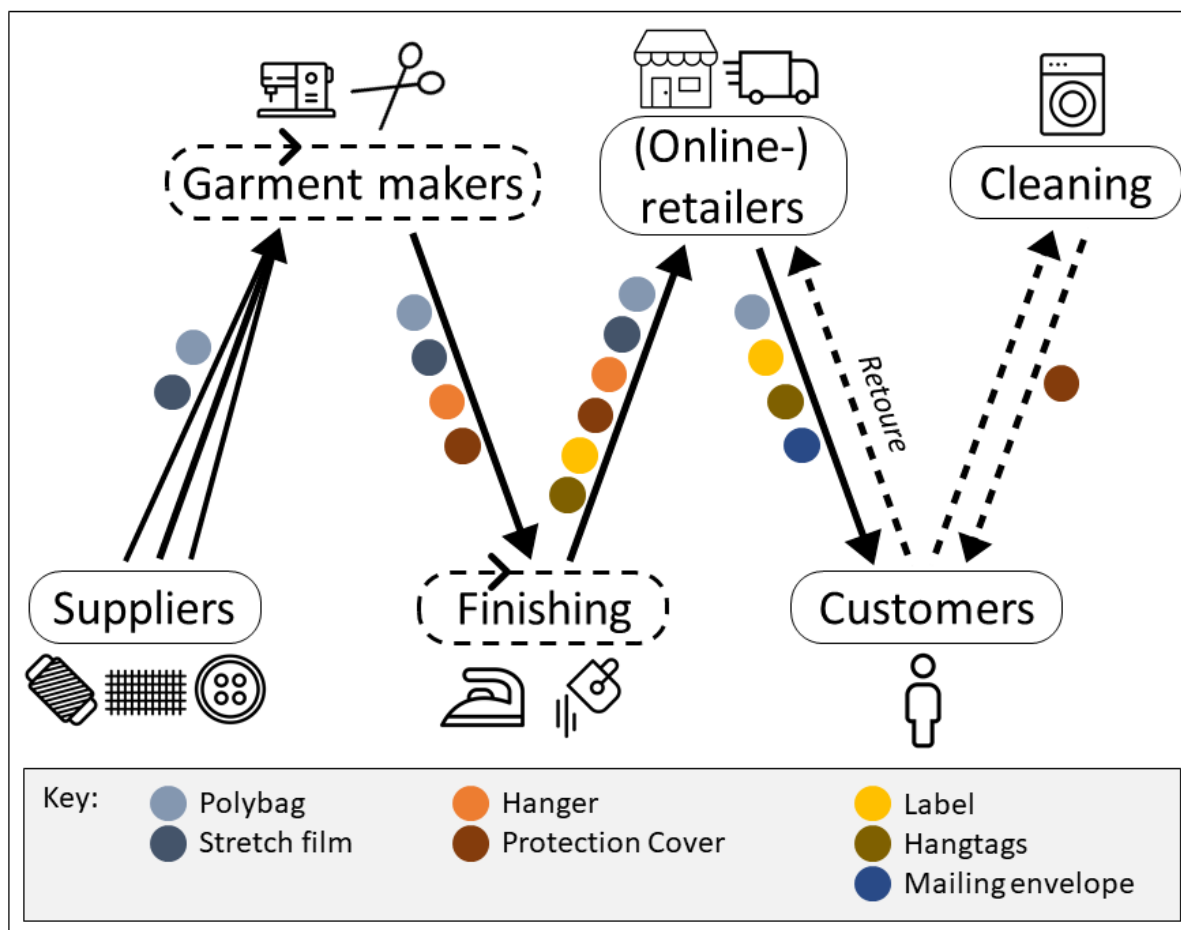 Garment makers
(Online-)
retailers
Cleaning
Retoure
Suppliers
Finishing
Customers
Key:
Polybag
Hanger
Label
Stretch film
Protection Cover
Hangtags
Mailing envelope